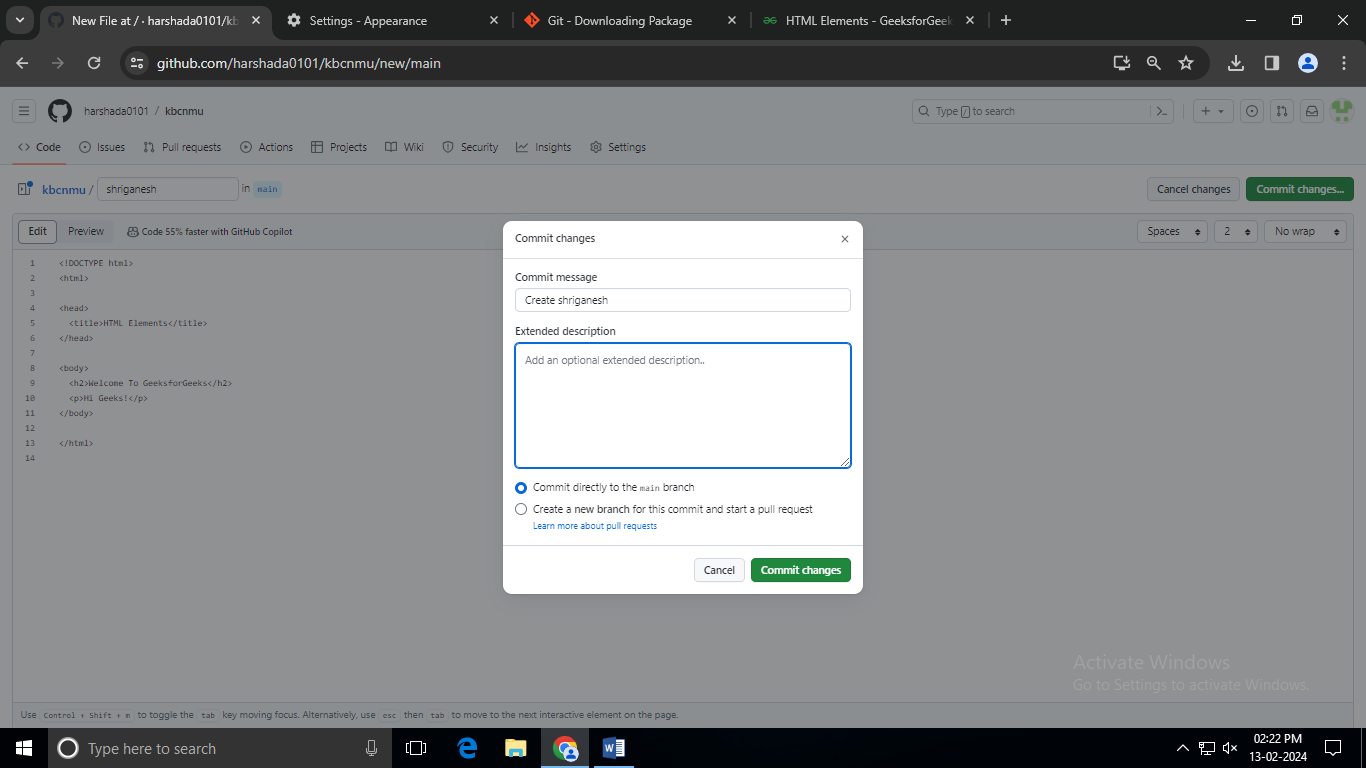 New File at / · harshada0101/kb
Settings - Appearance
Git - Downloading Package
HTML Elements - GeeksforGeek
github.com/harshada0101/kbcnmu/new/main
harshada0101 / kbcnmu
Type / to search
Code
Issues
Pull requests
Actions
Projects
Wiki
Security
Insights
Settings
kbcnmu / shriganesh in main
Cancel changes
Commit changes...
Edit
Preview
Code 55% faster with GitHub Copilot
Spaces
2
No wrap
1 <!DOCTYPE html>
2 <html>
3
4 <head>
5 <title>HTML Elements</title>
6 </head>
7
8 <body>
9 <h2>Welcome To GeeksforGeeks</h2>
10 <p>Hi Geeks!</p>
11 </body>
12
13 </html>
14
Commit changes
Commit message
Create shriganesh
Extended description
Add an optional extended description..
Commit directly to the main branch
Create a new branch for this commit and start a pull request
Learn more about pull requests
Cancel
Commit changes
Activate Windows
Go to Settings to activate Windows.
Use Control + Shift + m to toggle the tab key moving focus. Alternatively, use esc then tab to move to the next interactive element on the page.
Type here to search
02:22 PM
13-02-2024